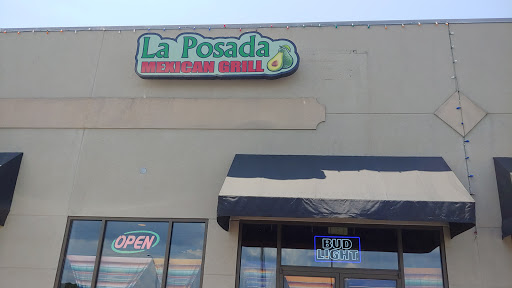 La Posada
MEXICAN GRILL
OPEN
BUD
LIGHT